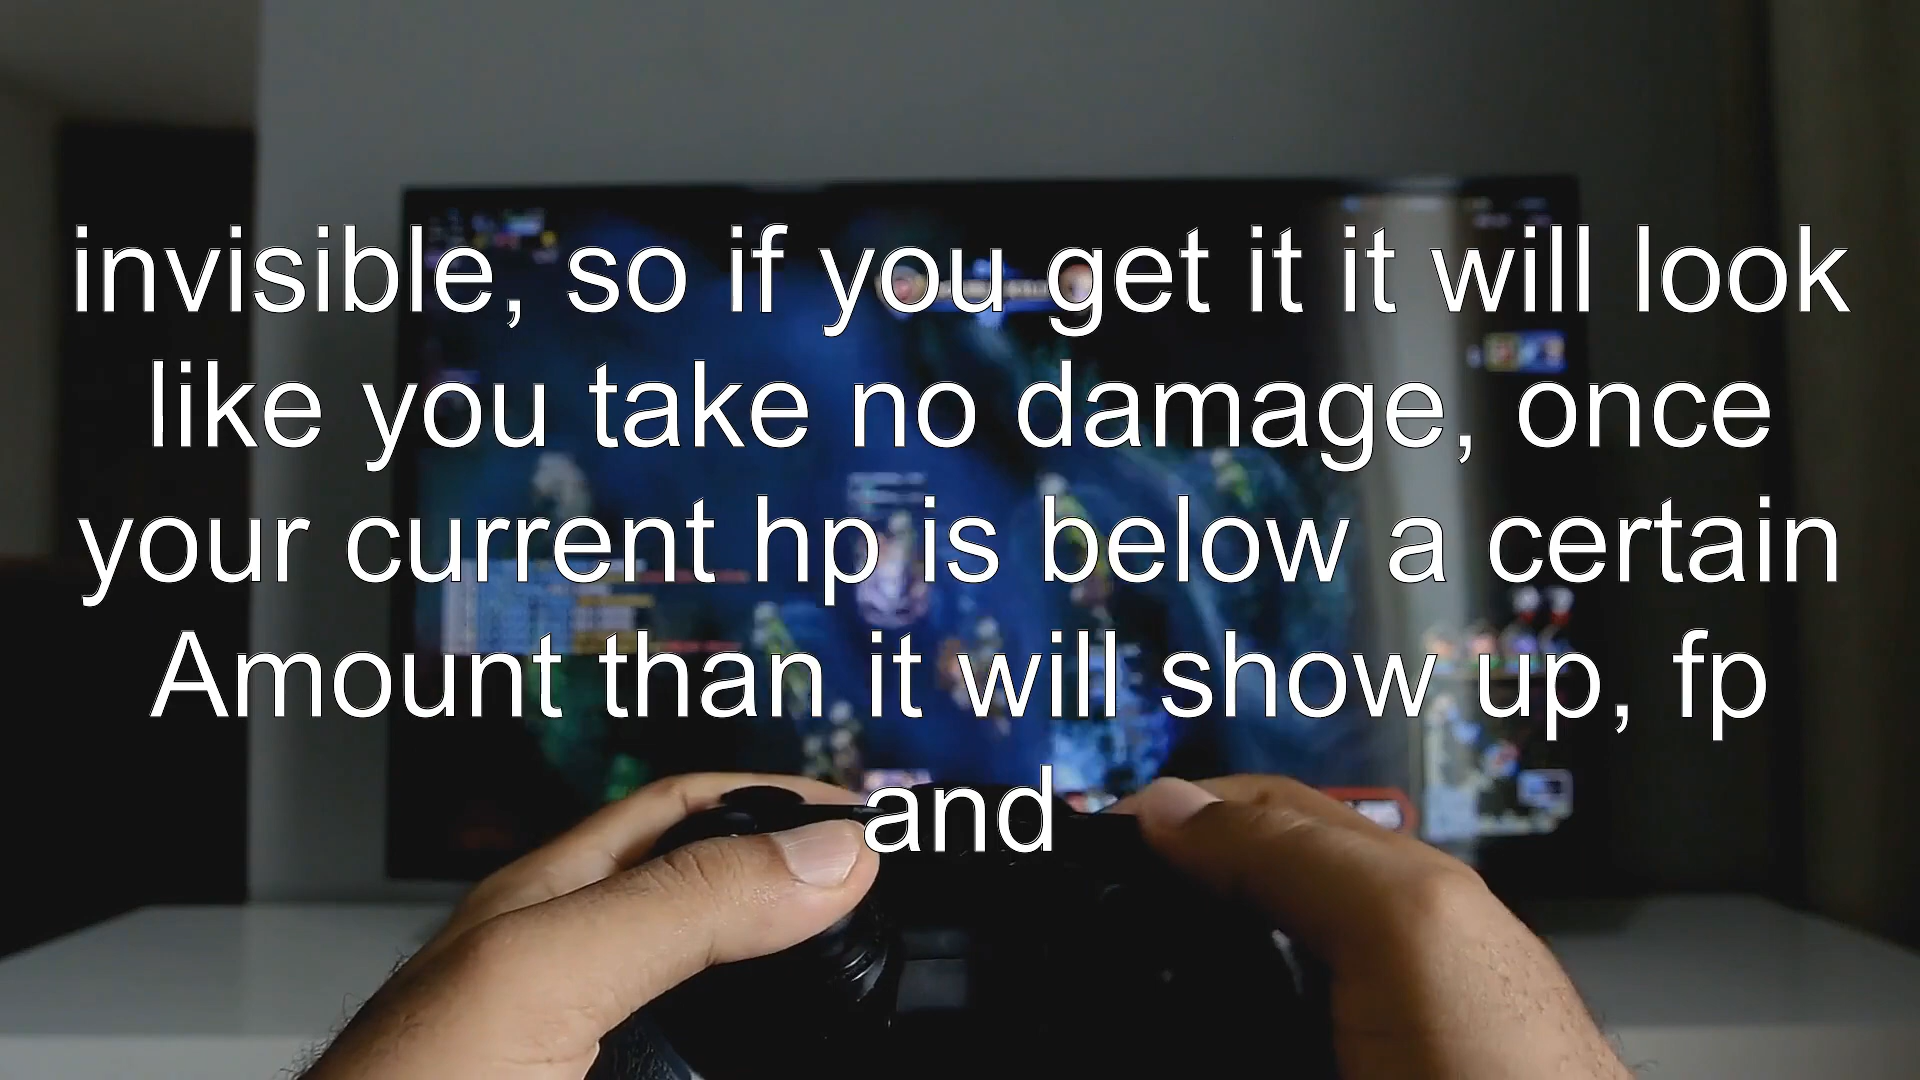 invisible, so if you get it it will look
like you take no damage, once
your current hp is below a certain
Amount than it will show up, fp
and